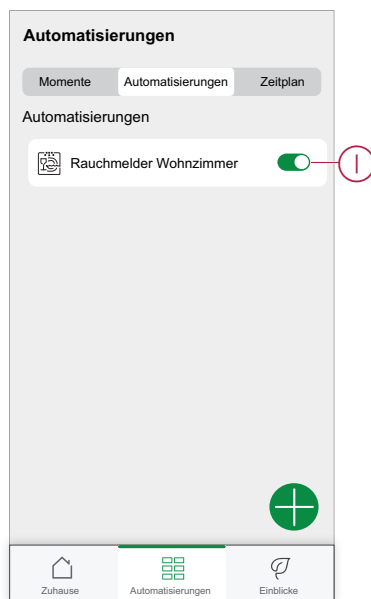 Automatisierungen
Momente Automatisierungen Zeitplan
Automatisierungen
Rauchmelder Wohnzimmer
I
Zuhause Automatisierungen Einblicke